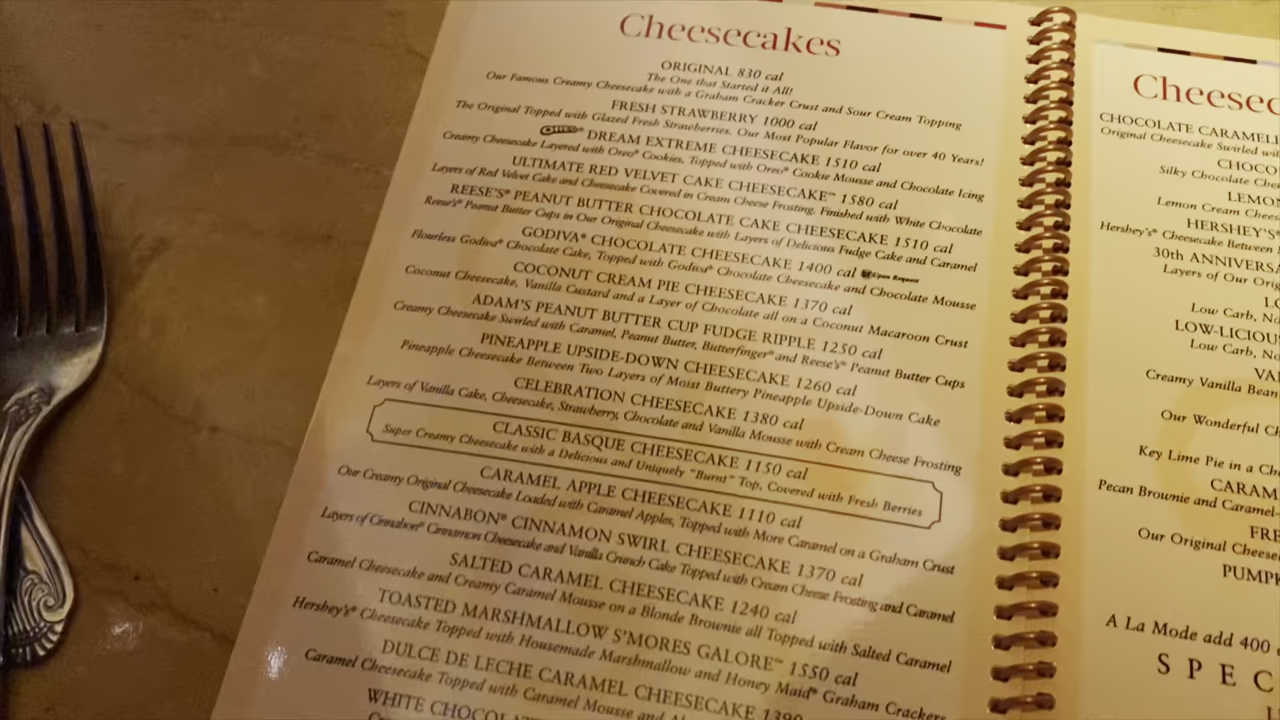 Cheesecakes
ORIGINAL 830 cal
The One that Started it All!
Our Famous Creamy Cheesecake with a Graham Cracker Crust and Sour Cream Topping
FRESH STRAWBERRY 1000 cal
The Original Topped with Glazed Fresh Strawberries. Our Most Popular Flavor for over 40 Years!
OREO® DREAM EXTREME CHEESECAKE 1510 cal
Creamy Cheesecake Layered with Oreo® Cookies, Topped with Oreo® Cookie Mousse and Chocolate Icing
ULTIMATE RED VELVET CAKE CHEESECAKE™ 1580 cal
Layers of Red Velvet Cake and Cheesecake Covered in Cream Cheese Frosting, Finished with White Chocolate
REESE'S® PEANUT BUTTER CHOCOLATE CAKE CHEESECAKE 1510 cal
Reese's® Peanut Butter Cups in Our Original Cheesecake with Layers of Delicious Fudge Cake and Caramel
GODIVA® CHOCOLATE CHEESECAKE 1400 cal Upon Request
Flourless Godiva® Chocolate Cake, Topped with Godiva® Chocolate Cheesecake and Chocolate Mousse
COCONUT CREAM PIE CHEESECAKE 1370 cal
Coconut Cheesecake, Vanilla Custard and a Layer of Chocolate all on a Coconut Macaroon Crust
ADAM'S PEANUT BUTTER CUP FUDGE RIPPLE 1250 cal
Creamy Cheesecake Swirled with Caramel, Peanut Butter, Butterfinger® and Reese's® Peanut Butter Cups
PINEAPPLE UPSIDE-DOWN CHEESECAKE 1260 cal
Pineapple Cheesecake Between Two Layers of Moist Buttery Pineapple Upside-Down Cake
CELEBRATION CHEESECAKE 1380 cal
Layers of Vanilla Cake, Cheesecake, Strawberry, Chocolate and Vanilla Mousse with Cream Cheese Frosting
CLASSIC BASQUE CHEESECAKE 1150 cal
Super Creamy Cheesecake with a Delicious and Uniquely "Burnt" Top, Covered with Fresh Berries
CARAMEL APPLE CHEESECAKE 1110 cal
Our Creamy Original Cheesecake Loaded with Caramel Apples, Topped with More Caramel on a Graham Crust
CINNABON® CINNAMON SWIRL CHEESECAKE 1370 cal
Layers of Cinnabon® Cinnamon Cheesecake and Vanilla Crunch Cake Topped with Cream Cheese Frosting and Caramel
SALTED CARAMEL CHEESECAKE 1240 cal
Caramel Cheesecake and Creamy Caramel Mousse on a Blonde Brownie all Topped with Salted Caramel
TOASTED MARSHMALLOW S'MORES GALORE™ 1550 cal
Hershey's® Cheesecake Topped with Housemade Marshmallow and Honey Maid® Graham Crackers
DULCE DE LECHE CARAMEL CHEESECAKE 1390
Caramel Cheesecake Topped with Caramel Mousse and
WHITE CHOCOLAT
Cheesec
CHOCOLATE CARAMELI
Original Cheesecake Swirled wi
CHOCO
Silky Chocolate Che
LEMON
Lemon Cream Chees
HERSHEY'S®
Hershey's® Cheesecake Between
30th ANNIVERSA
Layers of Our Orig
LO
Low Carb, No
LOW-LICIOUS
Low Carb, No
VAN
Creamy Vanilla Bean
Our Wonderful Ch
Key Lime Pie in a Ch
CARAM
Pecan Brownie and Caramel-
FRE
Our Original Cheese
PUMPK
A La Mode add 400 c
SPEC